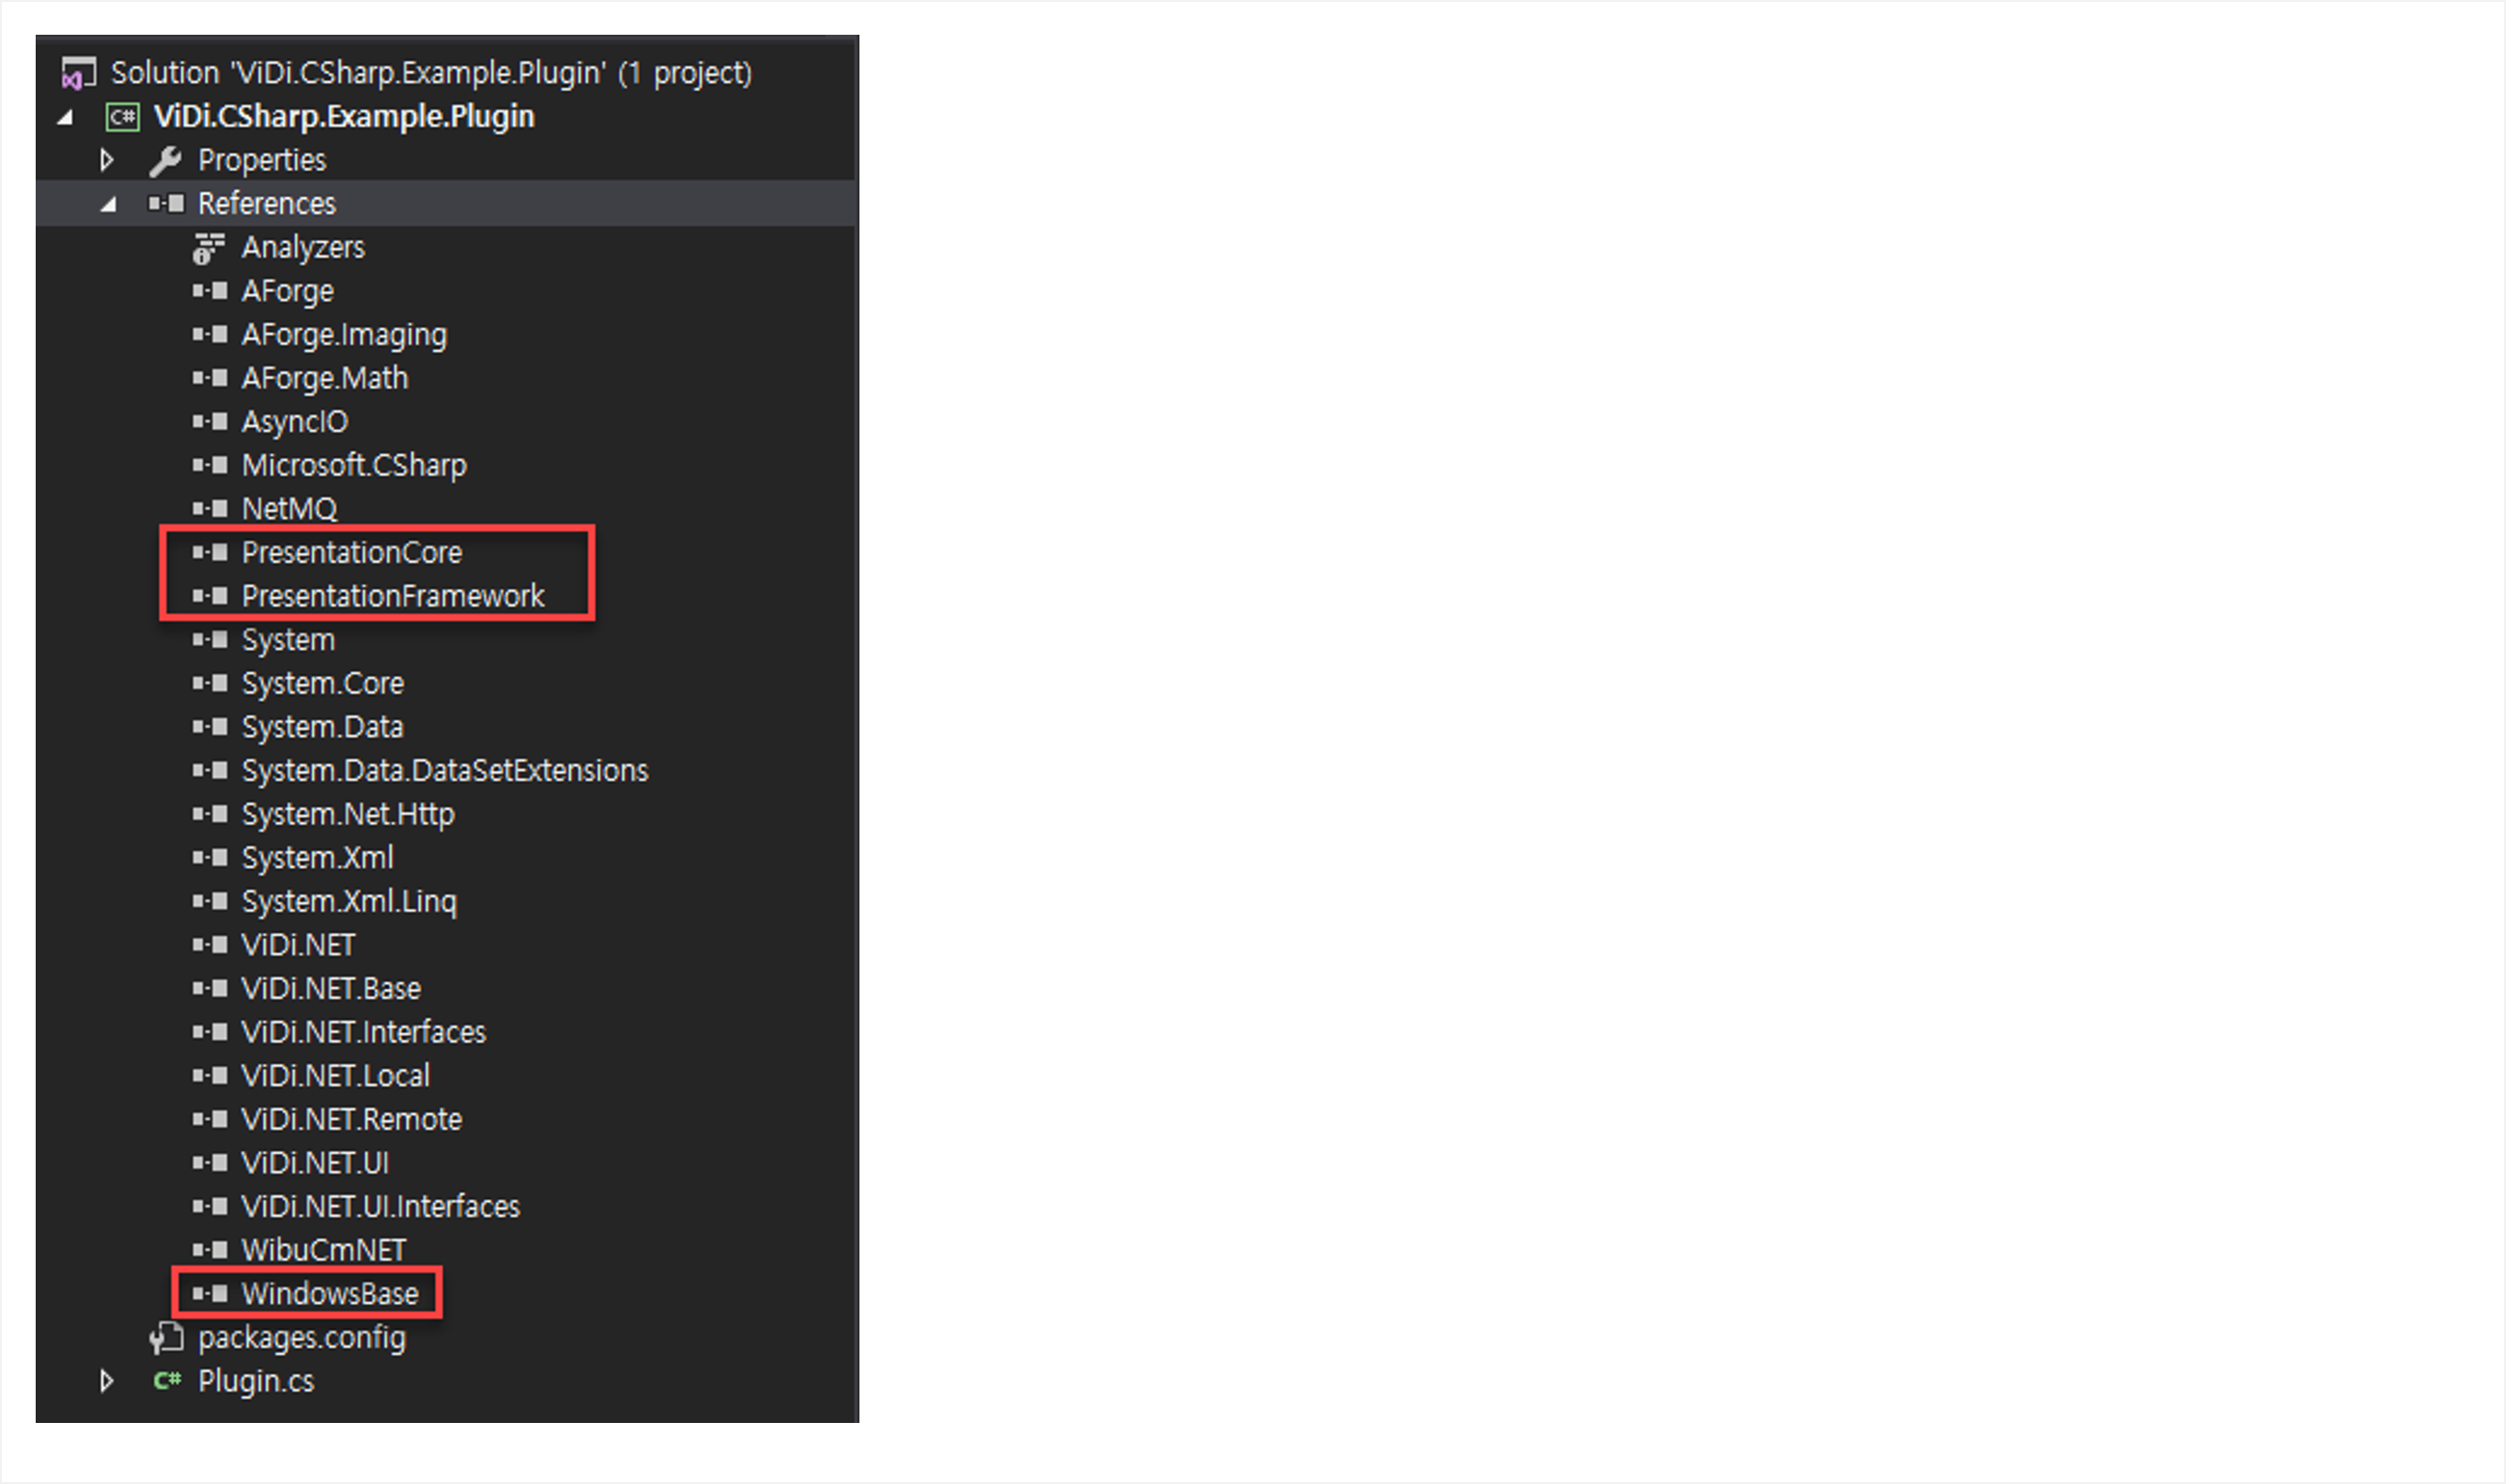 Solution 'ViDi.CSharp.Example.Plugin' (1 project)
C# ViDi.CSharp.Example.Plugin
Properties
References
Analyzers
AForge
AForge.Imaging
AForge.Math
AsyncIO
Microsoft.CSharp
NetMQ
PresentationCore
PresentationFramework
System
System.Core
System.Data
System.Data.DataSetExtensions
System.Net.Http
System.Xml
System.Xml.Linq
ViDi.NET
ViDi.NET.Base
ViDi.NET.Interfaces
ViDi.NET.Local
ViDi.NET.Remote
ViDi.NET.UI
ViDi.NET.UI.Interfaces
WibuCmNET
WindowsBase
packages.config
C# Plugin.cs